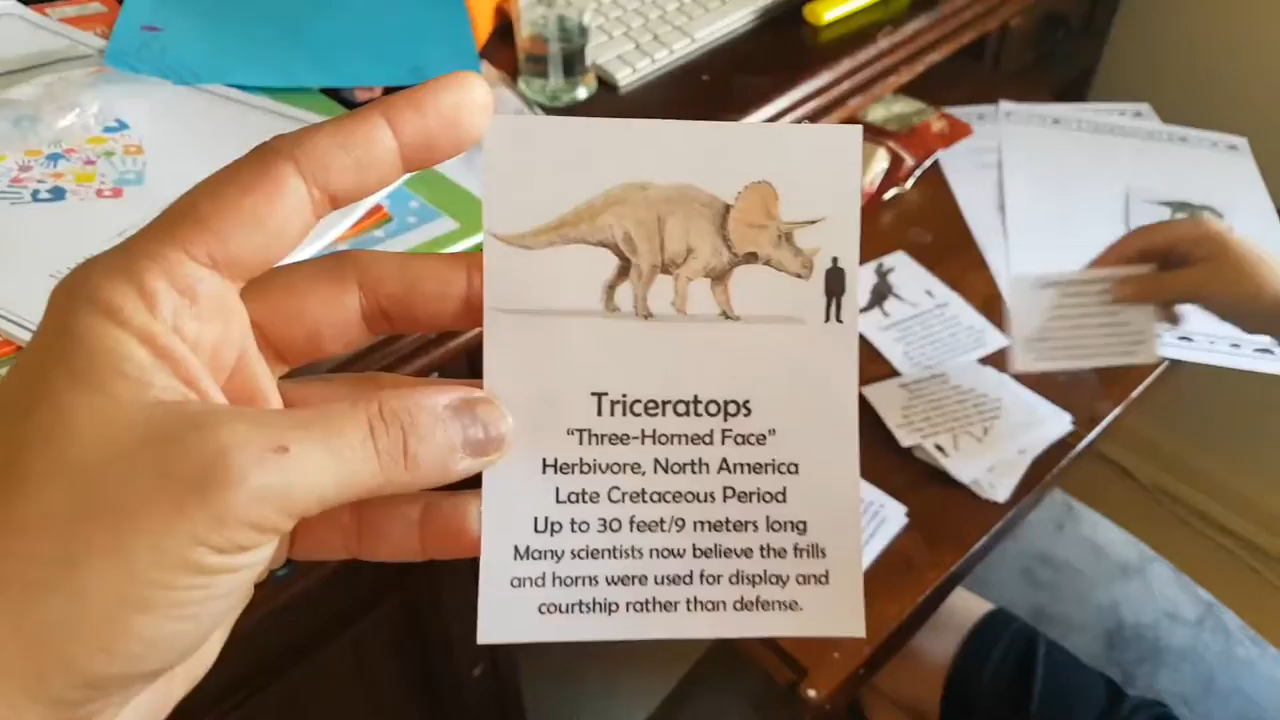 Triceratops
“Three-Horned Face”
Herbivore, North America
Late Cretaceous Period
Up to 30 feet/9 meters long
Many scientists now believe the frills
and horns were used for display and
courtship rather than defense.